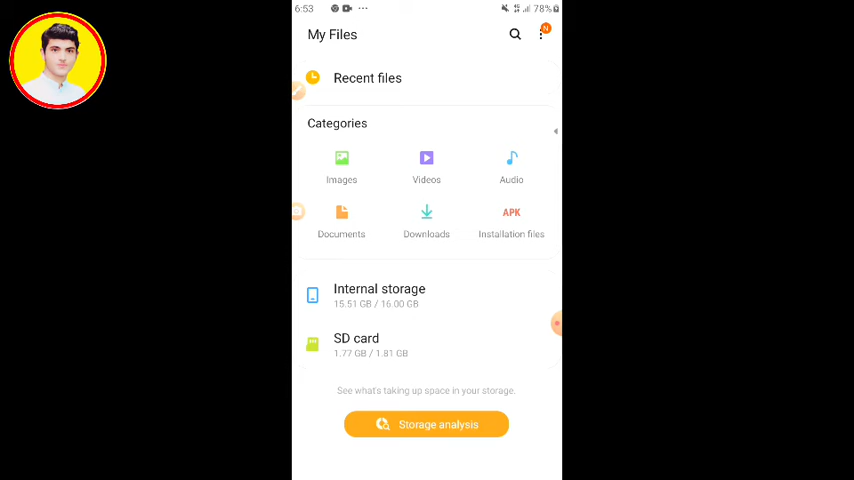 6:53 ... 78%
My Files
N
Recent files
Categories
Images Videos Audio
APK
Documents Downloads Installation files
Internal storage
15.51 GB / 16.00 GB
SD card
1.77 GB / 1.81 GB
See what's taking up space in your storage.
Storage analysis